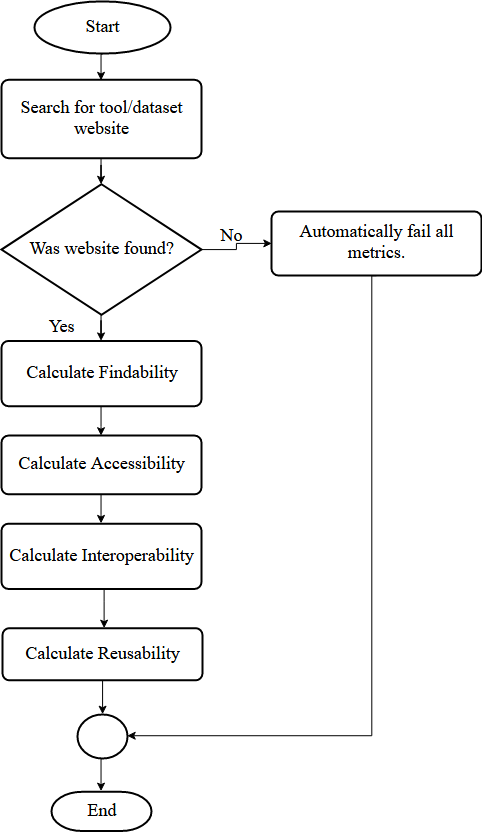 Start
Search for tool/dataset
website
Was website found?
No
Automatically fail all
metrics.
Yes
Calculate Findability
Calculate Accessibility
Calculate Interoperability
Calculate Reusability
End